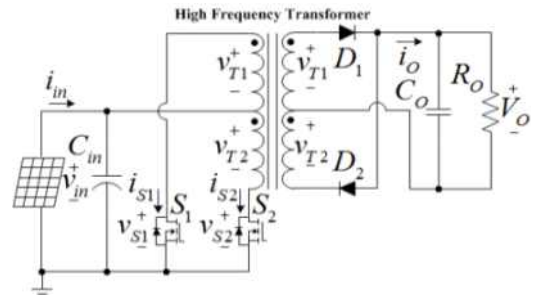 High Frequency Transformer
i_in
v_T1 + −
v_T1 + −
D_1
i_O
C_O
R_O
+ V_O −
C_in
+ v_in −
v_T2 + −
v_T2 + −
D_2
i_S1
S_1
i_S2
S_2
v_S1 + −
v_S2 + −